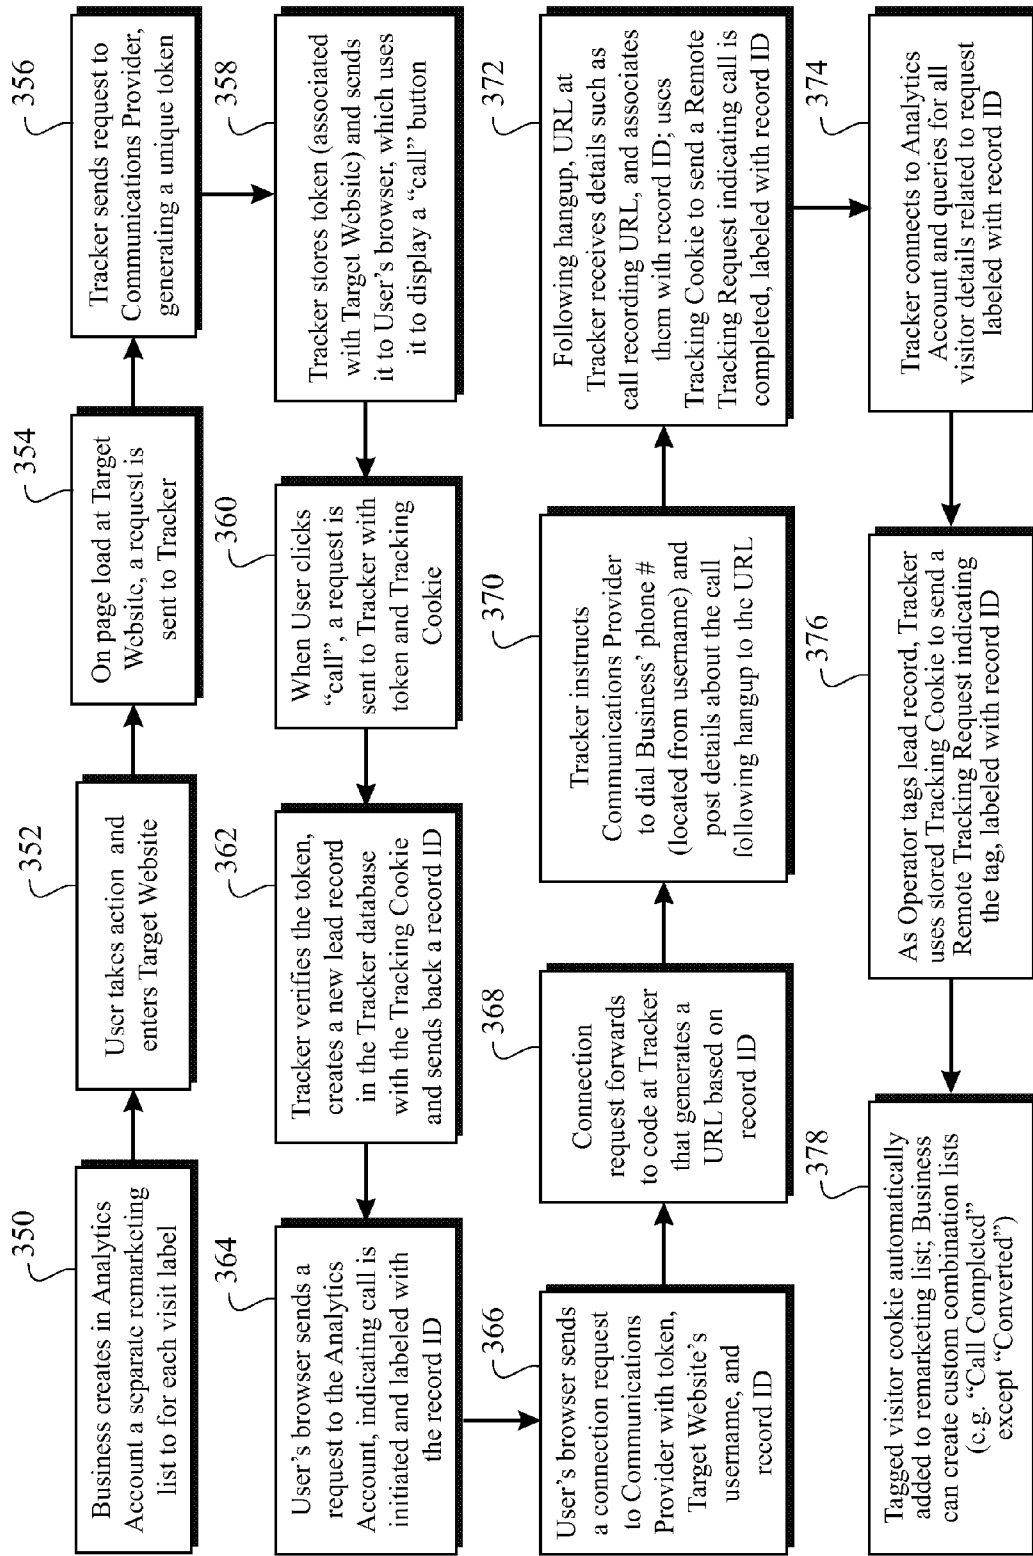 350
Business creates in Analytics
Account a separate remarketing
list to for each visit label
352
User takes action and
enters Target Website
354
On page load at Target
Website, a request is
sent to Tracker
356
Tracker sends request to
Communications Provider,
generating a unique token
358
Tracker stores token (associated
with Target Website) and sends
it to User's browser, which uses
it to display a “call” button
360
When User clicks
“call”, a request is
sent to Tracker with
token and Tracking
Cookie
362
Tracker verifies the token,
creates a new lead record
in the Tracker database
with the Tracking Cookie
and sends back a record ID
364
User's browser sends a
request to the Analytics
Account, indicating call is
initiated and labeled with
the record ID
366
User's browser sends
a connection request
to Communications
Provider with token,
Target Website's
username, and
record ID
368
Connection
request forwards
to code at Tracker
that generates a
URL based on
record ID
370
Tracker instructs
Communications Provider
to dial Business' phone #
(located from username) and
post details about the call
following hangup to the URL
372
Following hangup, URL at
Tracker receives details such as
call recording URL, and associates
them with record ID; uses
Tracking Cookie to send a Remote
Tracking Request indicating call is
completed, labeled with record ID
374
Tracker connects to Analytics
Account and queries for all
visitor details related to request
labeled with record ID
376
As Operator tags lead record, Tracker
uses stored Tracking Cookie to send a
Remote Tracking Request indicating
the tag, labeled with record ID
378
Tagged visitor cookie automatically
added to remarketing list; Business
can create custom combination lists
(e.g. “Call Completed”
except “Converted”)